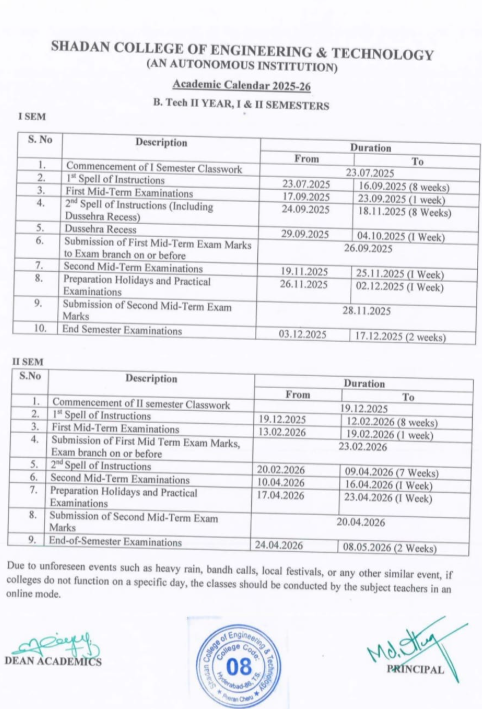 SHADAN COLLEGE OF ENGINEERING & TECHNOLOGY
(AN AUTONOMOUS INSTITUTION)
Academic Calendar 2025-26
B. Tech II YEAR, I & II SEMESTERS
I SEM
S. No Description Duration
From To
1. Commencement of I Semester Classwork 23.07.2025
2. 1st Spell of Instructions 23.07.2025 16.09.2025 (8 weeks)
3. First Mid-Term Examinations 17.09.2025 23.09.2025 (1 week)
4. 2nd Spell of Instructions (Including 24.09.2025 18.11.2025 (8 Weeks)
Dussehra Recess)
5. Dussehra Recess 29.09.2025 04.10.2025 (1 Week)
6. Submission of First Mid-Term Exam Marks 26.09.2025
to Exam branch on or before
7. Second Mid-Term Examinations 19.11.2025 25.11.2025 (1 Week)
8. Preparation Holidays and Practical 26.11.2025 02.12.2025 (1 Week)
Examinations
9. Submission of Second Mid-Term Exam 28.11.2025
Marks
10. End Semester Examinations 03.12.2025 17.12.2025 (2 weeks)
II SEM
S.No Description Duration
From To
1. Commencement of II semester Classwork 19.12.2025
2. 1st Spell of Instructions 19.12.2025 12.02.2026 (8 weeks)
3. First Mid-Term Examinations 13.02.2026 19.02.2026 (1 week)
4. Submission of First Mid Term Exam Marks, 23.02.2026
Exam branch on or before
5. 2nd Spell of Instructions 20.02.2026 09.04.2026 (7 Weeks)
6. Second Mid-Term Examinations 10.04.2026 16.04.2026 (1 Week)
7. Preparation Holidays and Practical 17.04.2026 23.04.2026 (1 Week)
Examinations
8. Submission of Second Mid-Term Exam 20.04.2026
Marks
9. End-of-Semester Examinations 24.04.2026 08.05.2026 (2 Weeks)
Due to unforeseen events such as heavy rain, bandh calls, local festivals, or any other similar event, if
colleges do not function on a specific day, the classes should be conducted by the subject teachers in an
online mode.
DEAN ACADEMICS
Shadan College of Engineering & Technology
College Code:
08
PRINCIPAL